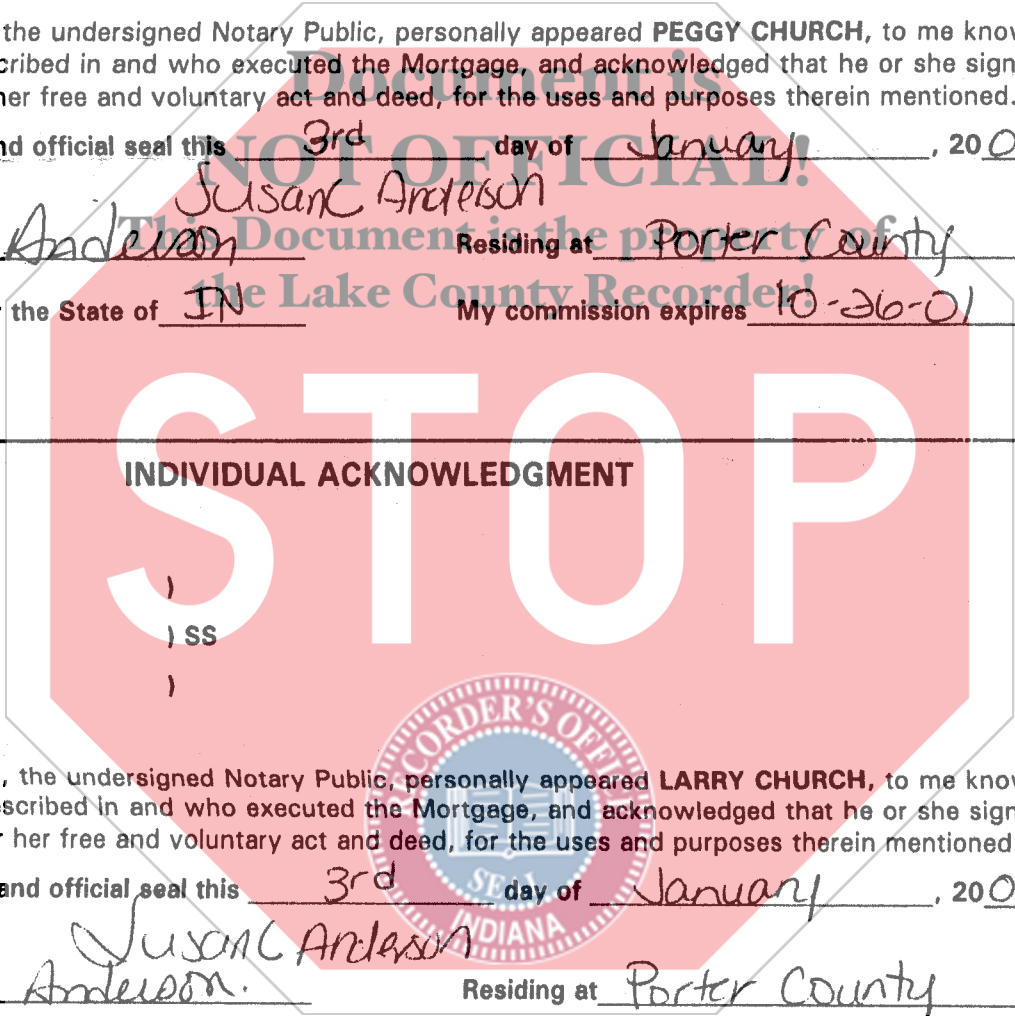 the undersigned Notary Public, personally appeared PEGGY CHURCH, to me know
cribed in and who executed the Mortgage, and acknowledged that he or she sign
her free and voluntary act and deed, for the uses and purposes therein mentioned.
nd official seal this 3rd day of January, 200
Susan C Anderson
Anderson Residing at Porter County
the State of IN My commission expires 10-26-01
Document is
NOT OFFICIAL!
This Document is the property of
the Lake County Recorder!
STOP
INDIVIDUAL ACKNOWLEDGMENT
)
) SS
)
RECORDER'S OFFICE
SEAL
INDIANA
, the undersigned Notary Public, personally appeared LARRY CHURCH, to me know
scribed in and who executed the Mortgage, and acknowledged that he or she sign
her free and voluntary act and deed, for the uses and purposes therein mentioned
and official seal this 3rd day of January, 200
Susan C Anderson
Anderson. Residing at Porter County